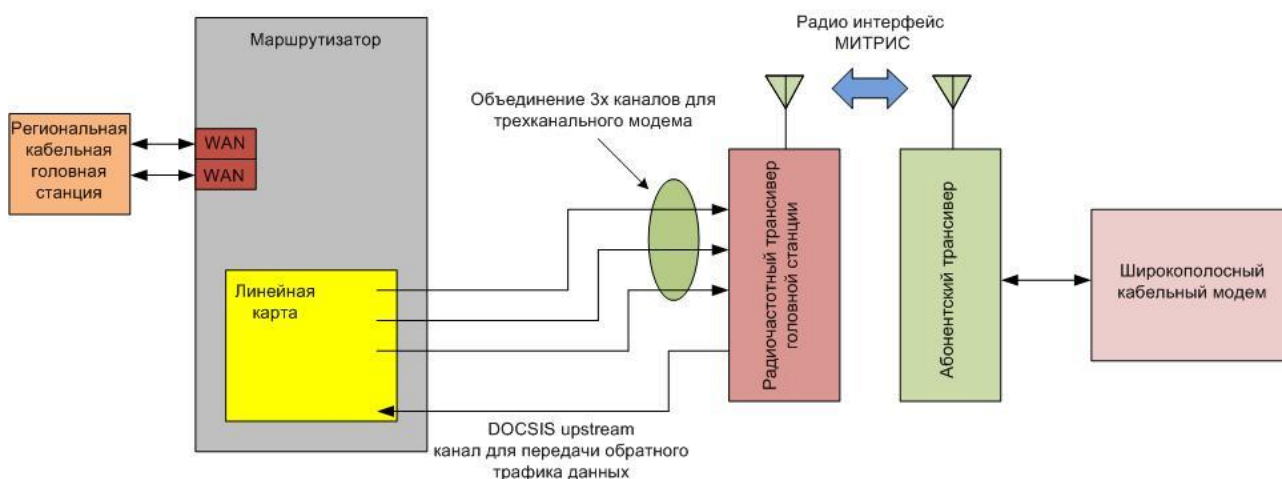 Маршрутизатор
Радио интерфейс
МИТРИС
Объединение 3х каналов для
трехканального модема
Региональная
кабельная
головная
станция
WAN
WAN
Линейная
карта
Радиочастотный трансивер
головной станции
Абонентский трансивер
Широкополосный
кабельный модем
DOCSIS upstream
канал для передачи обратного
трафика данных